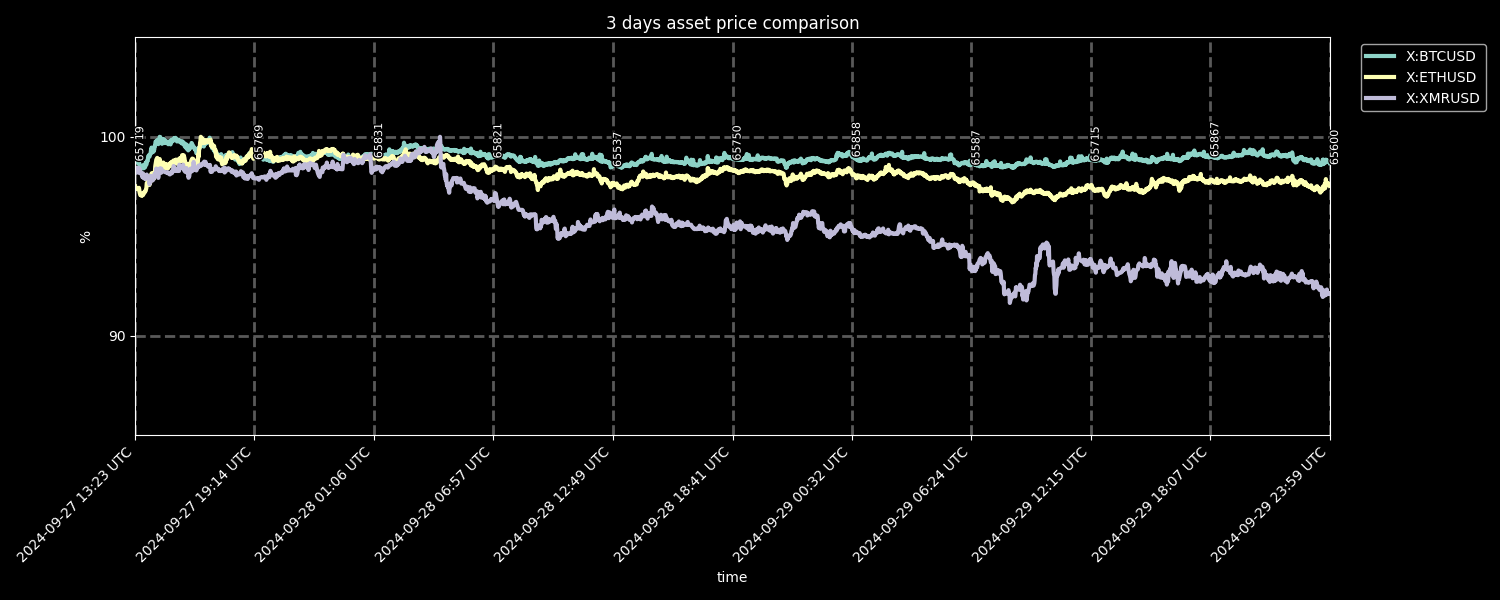 3 days asset price comparison
X:BTCUSD
X:ETHUSD
X:XMRUSD
100
90
%
65719
65769
65831
65821
65537
65750
65858
65587
65715
65867
65600
2024-09-27 13:23 UTC
2024-09-27 19:14 UTC
2024-09-28 01:06 UTC
2024-09-28 06:57 UTC
2024-09-28 12:49 UTC
2024-09-28 18:41 UTC
2024-09-29 00:32 UTC
2024-09-29 06:24 UTC
2024-09-29 12:15 UTC
2024-09-29 18:07 UTC
2024-09-29 23:59 UTC
time